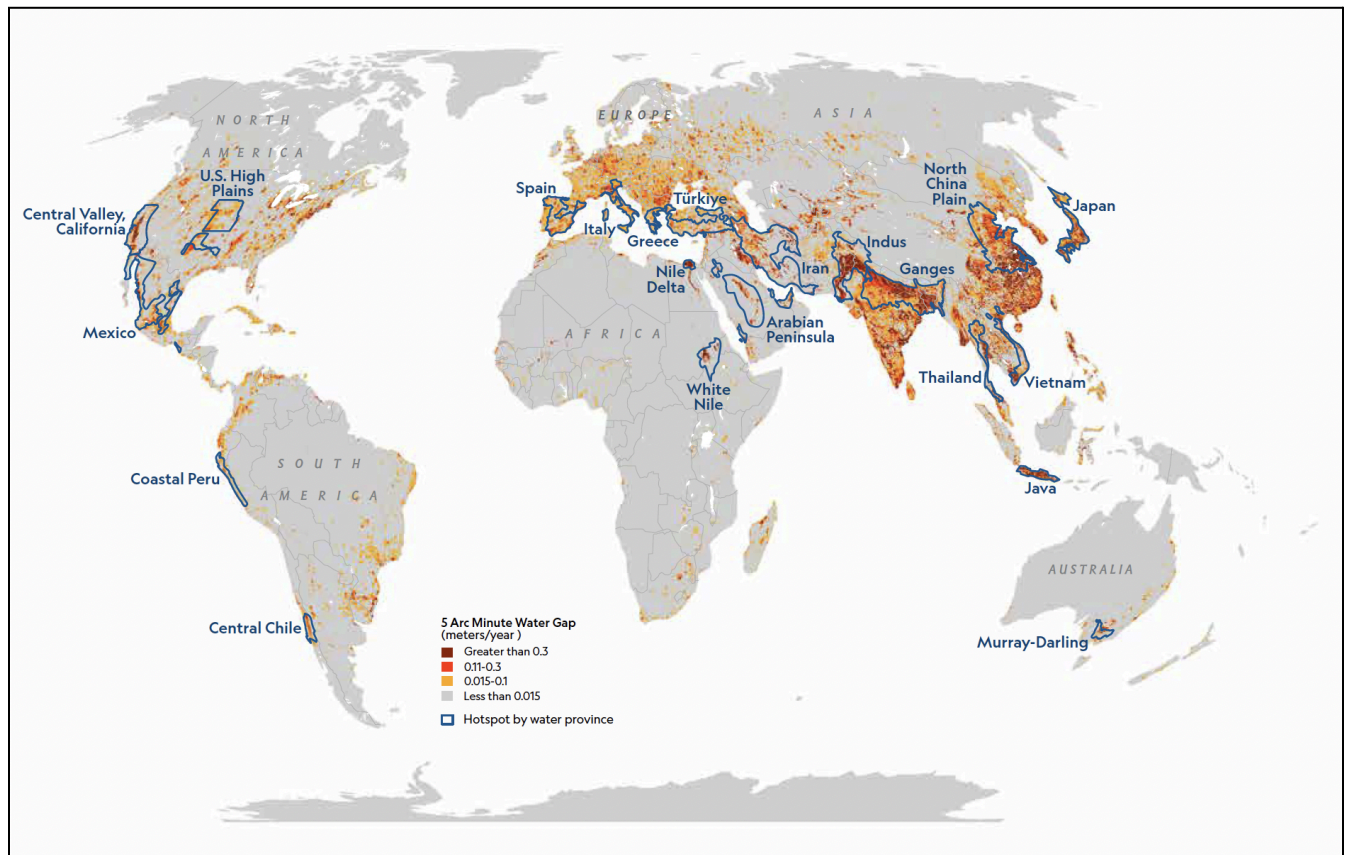 NORTH
AMERICA
EUROPE
ASIA
U.S. High
Plains
Central Valley,
California
Mexico
Spain
Italy
Greece
Türkiye
Nile
Delta
Iran
Indus
Ganges
North
China
Plain
Japan
AFRICA
Arabian
Peninsula
White
Nile
Thailand
Vietnam
Java
SOUTH
AMERICA
Coastal Peru
Central Chile
AUSTRALIA
Murray-Darling
5 Arc Minute Water Gap
(meters/year )
Greater than 0.3
0.11-0.3
0.015-0.1
Less than 0.015
Hotspot by water province